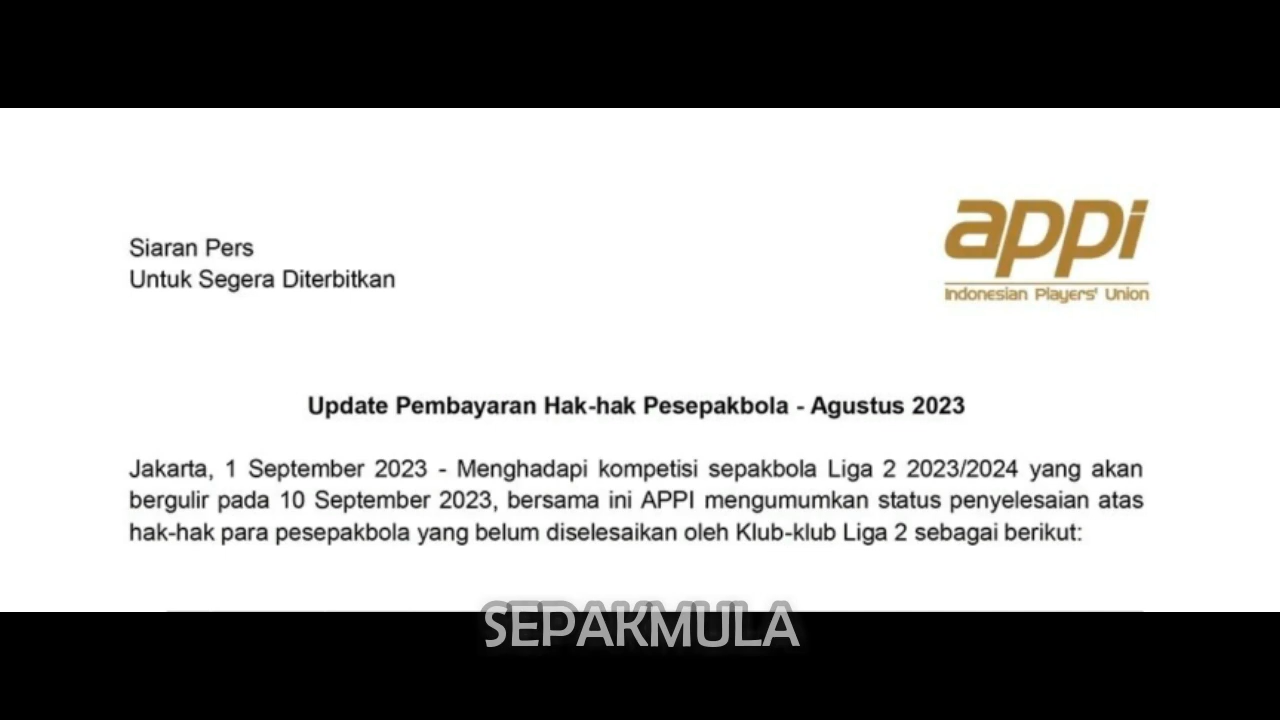 appi
Indonesian Players' Union
Siaran Pers
Untuk Segera Diterbitkan
Update Pembayaran Hak-hak Pesepakbola - Agustus 2023
Jakarta, 1 September 2023 - Menghadapi kompetisi sepakbola Liga 2 2023/2024 yang akan
bergulir pada 10 September 2023, bersama ini APPI mengumumkan status penyelesaian atas
hak-hak para pesepakbola yang belum diselesaikan oleh Klub-klub Liga 2 sebagai berikut:
SEPAKMULA